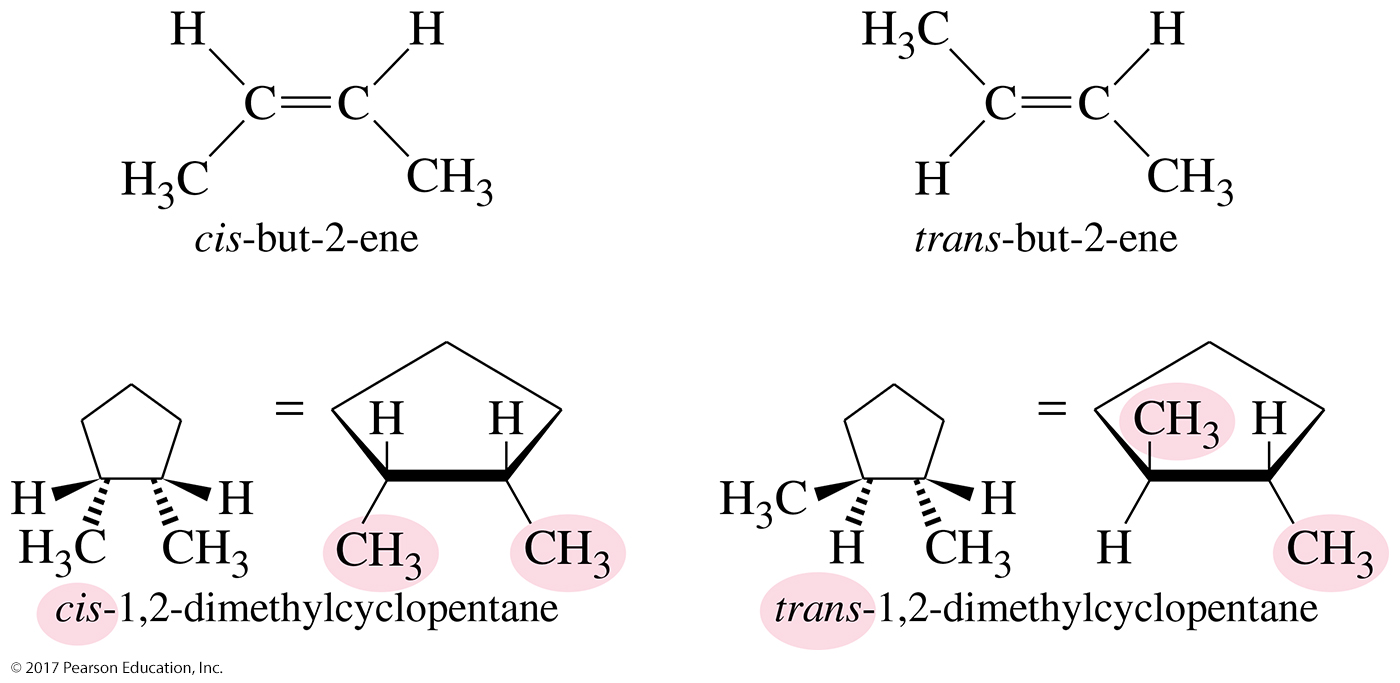 H H H₃C H
C C C C
H₃C CH₃ H CH₃
cis-but-2-ene trans-but-2-ene
= =
H H CH₃ H
H H H₃C H
H₃C CH₃ CH₃ CH₃ H CH₃ H CH₃
cis-1,2-dimethylcyclopentane trans-1,2-dimethylcyclopentane
© 2017 Pearson Education, Inc.